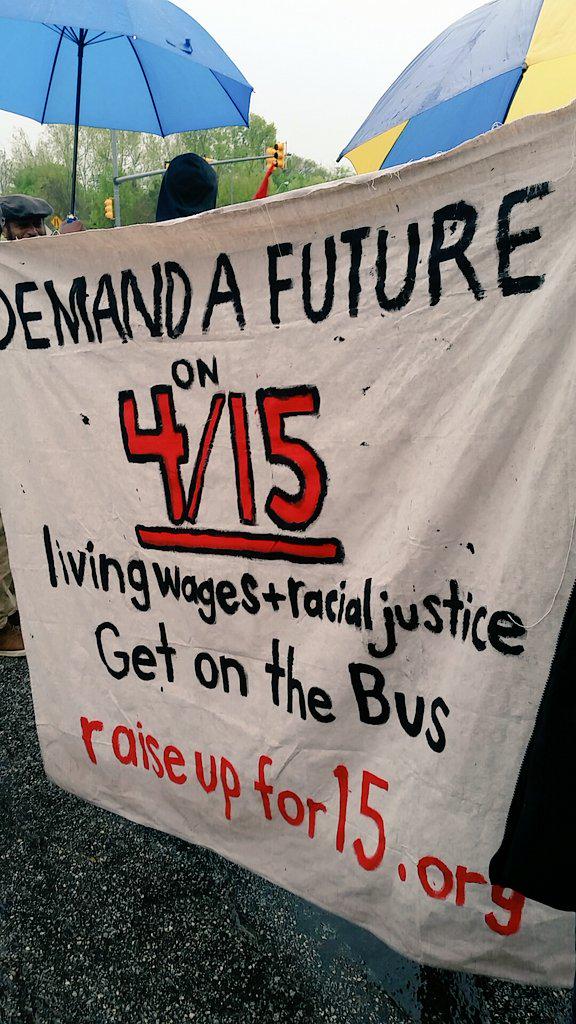 DEMAND A FUTURE
ON
4/15
living wages+racial justice
Get on the Bus
raise up for 15.org